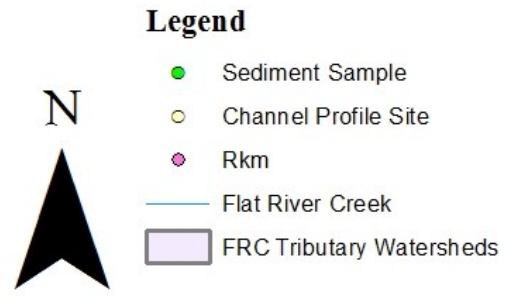 Legend
Sediment Sample
N
Channel Profile Site
Rkm
Flat River Creek
FRC Tributary Watersheds